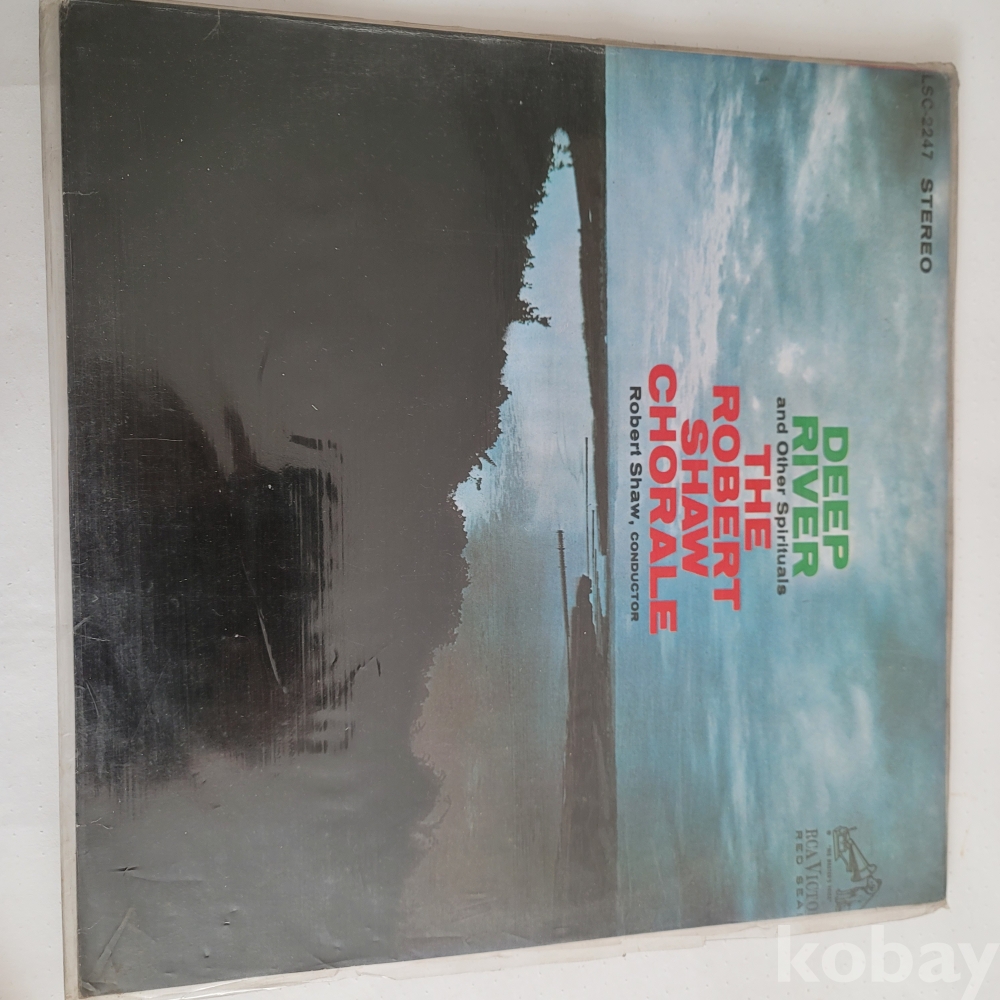 LSC-2247 STEREO
DEEP
RIVER
and Other Spirituals
THE
ROBERT
SHAW
CHORALE
Robert Shaw, CONDUCTOR
RCA VICTOR
RED SEAL
kobay